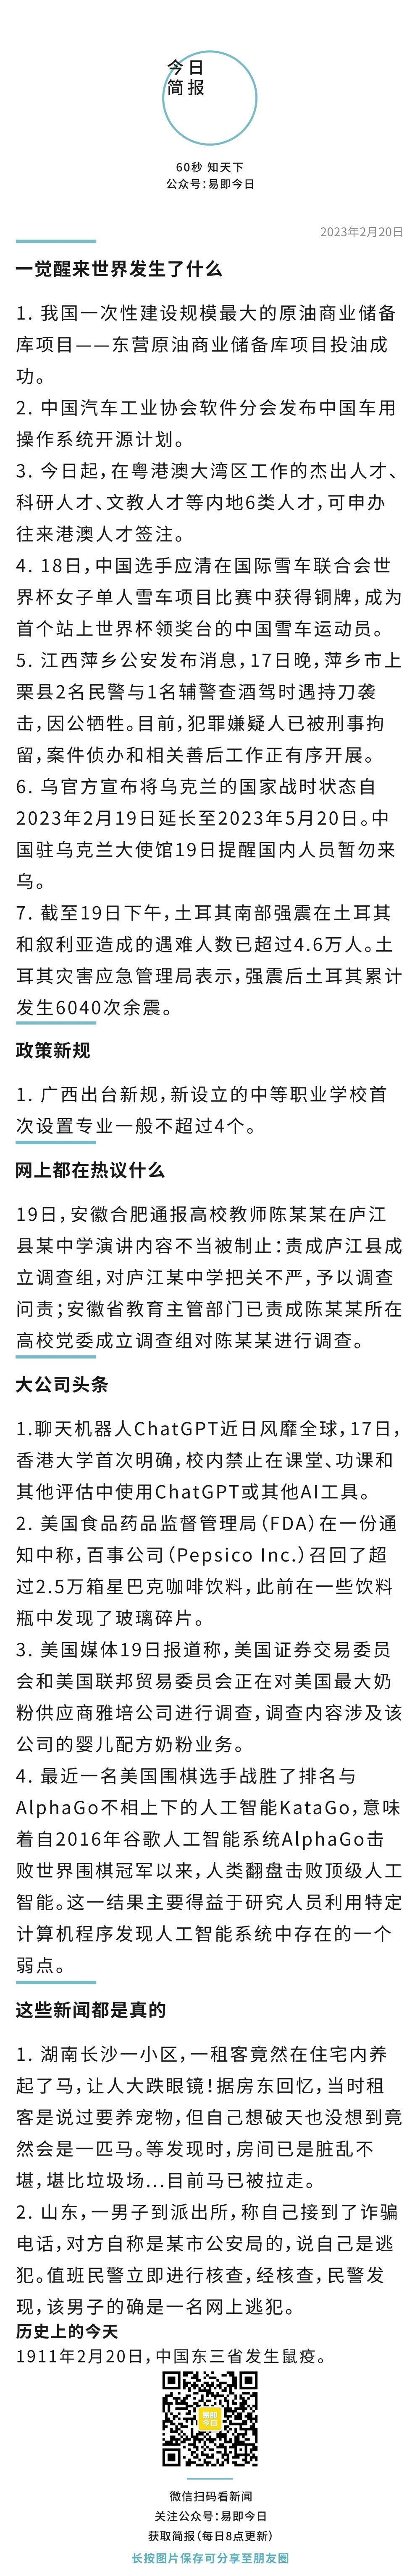 今日
简报
60秒 知天下
公众号：易即今日
2023年2月20日
一觉醒来世界发生了什么
1. 我国一次性建设规模最大的原油商业储备
库项目——东营原油商业储备库项目投油成
功。
2. 中国汽车工业协会软件分会发布中国车用
操作系统开源计划。
3. 今日起，在粤港澳大湾区工作的杰出人才、
科研人才、文教人才等内地6类人才，可申办
往来港澳人才签注。
4. 18日，中国选手应清在国际雪车联合会世
界杯女子单人雪车项目比赛中获得铜牌，成为
首个站上世界杯领奖台的中国雪车运动员。
5. 江西萍乡公安发布消息，17日晚，萍乡市上
栗县2名民警与1名辅警查酒驾时遇持刀袭
击，因公牺牲。目前，犯罪嫌疑人已被刑事拘
留，案件侦办和相关善后工作正有序开展。
6. 乌官方宣布将乌克兰的国家战时状态自
2023年2月19日延长至2023年5月20日。中
国驻乌克兰大使馆19日提醒国内人员暂勿来
乌。
7. 截至19日下午，土耳其南部强震在土耳其
和叙利亚造成的遇难人数已超过4.6万人。土
耳其灾害应急管理局表示，强震后土耳其累计
发生6040次余震。
政策新规
1. 广西出台新规，新设立的中等职业学校首
次设置专业一般不超过4个。
网上都在热议什么
19日，安徽合肥通报高校教师陈某某在庐江
县某中学演讲内容不当被制止：责成庐江县成
立调查组，对庐江某中学把关不严，予以调查
问责；安徽省教育主管部门已责成陈某某所在
高校党委成立调查组对陈某某进行调查。
大公司头条
1.聊天机器人ChatGPT近日风靡全球，17日，
香港大学首次明确，校内禁止在课堂、功课和
其他评估中使用ChatGPT或其他AI工具。
2. 美国食品药品监督管理局（FDA）在一份通
知中称，百事公司（Pepsico Inc.）召回了超
过2.5万箱星巴克咖啡饮料，此前在一些饮料
瓶中发现了玻璃碎片。
3. 美国媒体19日报道称，美国证券交易委员
会和美国联邦贸易委员会正在对美国最大奶
粉供应商雅培公司进行调查，调查内容涉及该
公司的婴儿配方奶粉业务。
4. 最近一名美国围棋选手战胜了排名与
AlphaGo不相上下的人工智能KataGo，意味
着自2016年谷歌人工智能系统AlphaGo击
败世界围棋冠军以来，人类翻盘击败顶级人工
智能。这一结果主要得益于研究人员利用特定
计算机程序发现人工智能系统中存在的一个
弱点。
这些新闻都是真的
1. 湖南长沙一小区，一租客竟然在住宅内养
起了马，让人大跌眼镜！据房东回忆，当时租
客是说过要养宠物，但自己想破天也没想到竟
然会是一匹马。等发现时，房间已是脏乱不
堪，堪比垃圾场...目前马已被拉走。
2. 山东，一男子到派出所，称自己接到了诈骗
电话，对方自称是某市公安局的，说自己是逃
犯。值班民警立即进行核查，经核查，民警发
现，该男子的确是一名网上逃犯。
历史上的今天
1911年2月20日，中国东三省发生鼠疫。
易即
今日
微信扫码看新闻
关注公众号：易即今日
获取简报（每日8点更新）
长按图片保存可分享至朋友圈